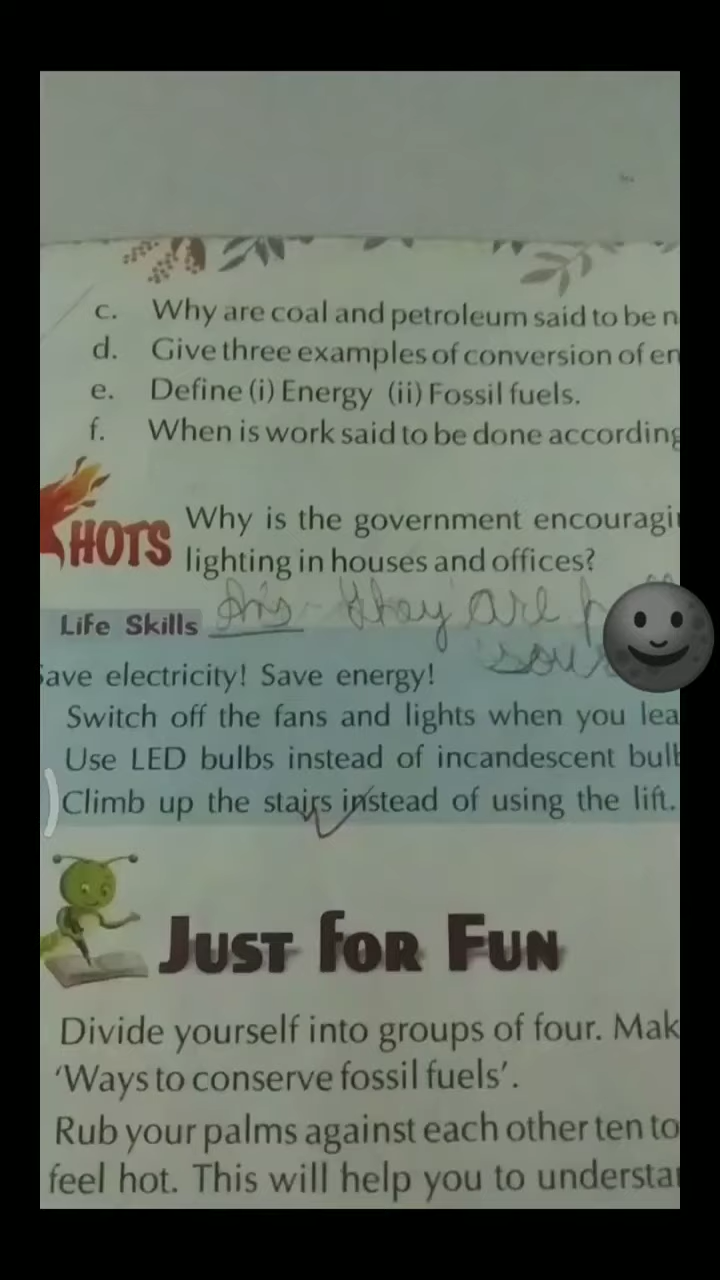 c. Why are coal and petroleum said to be n
d. Give three examples of conversion of en
e. Define (i) Energy (ii) Fossil fuels.
f. When is work said to be done according
HOTS Why is the government encouragi
lighting in houses and offices?
Ans - they are
Life Skills
Save electricity! Save energy!
Switch off the fans and lights when you lea
Use LED bulbs instead of incandescent bulb
Climb up the stairs instead of using the lift.
JUST FOR FUN
Divide yourself into groups of four. Mak
'Ways to conserve fossil fuels'.
Rub your palms against each other ten to
feel hot. This will help you to understa